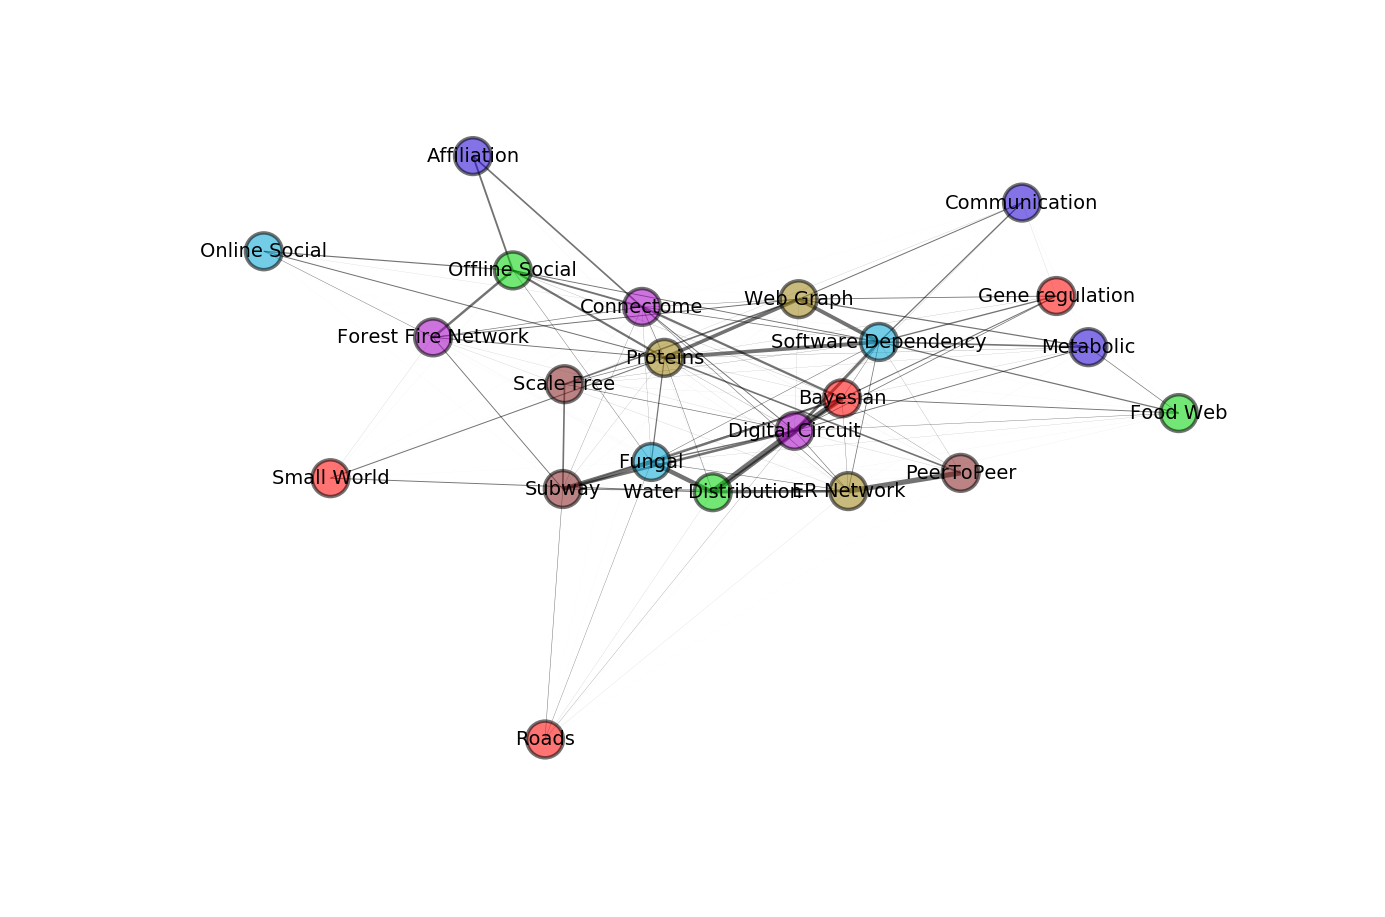 Affiliation
Communication
Online Social
Offline Social
Connectome
Web Graph
Gene regulation
Forest Fire Network
Software Dependency
Metabolic
Proteins
Scale Free
Bayesian
Food Web
Digital Circuit
Fungal
PeerToPeer
Small World
Subway
Water Distribution
ER Network
Roads